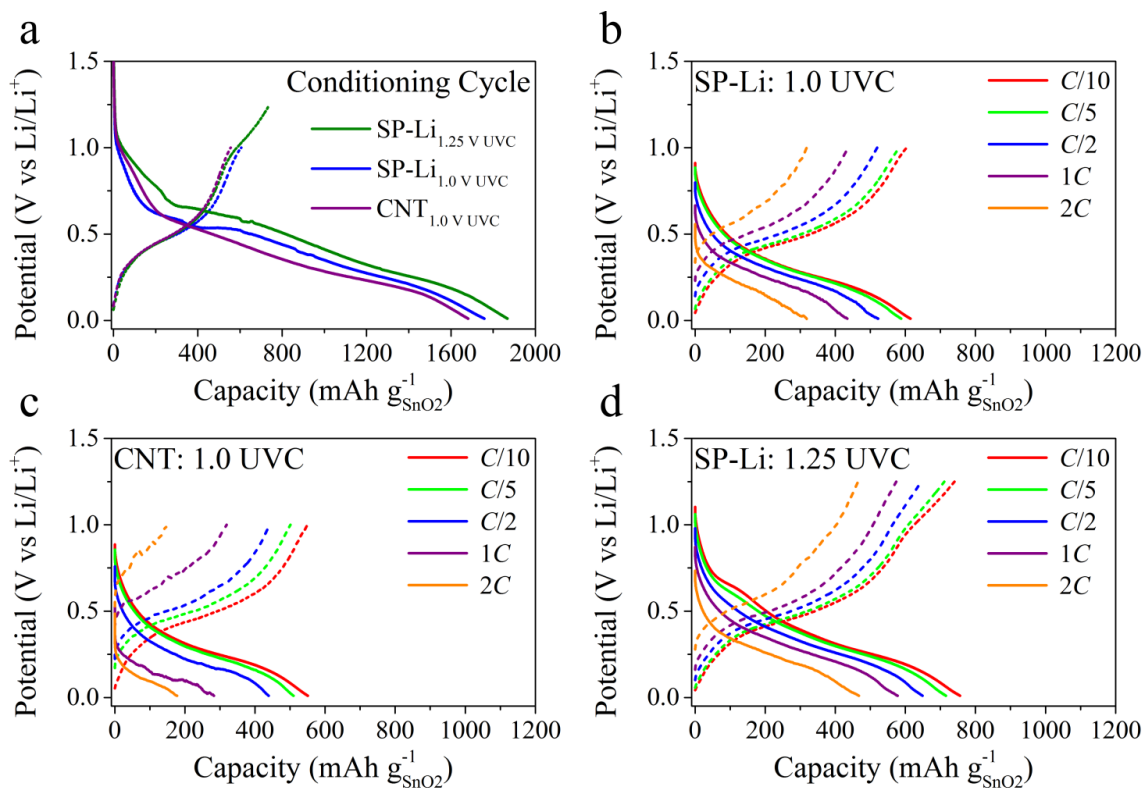 a
1.5
1.0
0.5
0.0
Potential (V vs Li/Li⁺)
Conditioning Cycle
SP-Li₁.₂₅ V UVC
SP-Li₁.₀ V UVC
CNT₁.₀ V UVC
0 400 800 1200 1600 2000
Capacity (mAh g⁻¹SnO2)
b
1.5
1.0
0.5
0.0
Potential (V vs Li/Li⁺)
SP-Li: 1.0 UVC
C/10
C/5
C/2
1C
2C
0 200 400 600 800 1000 1200
Capacity (mAh g⁻¹SnO2)
c
1.5
1.0
0.5
0.0
Potential (V vs Li/Li⁺)
CNT: 1.0 UVC
C/10
C/5
C/2
1C
2C
0 200 400 600 800 1000 1200
Capacity (mAh g⁻¹SnO2)
d
1.5
1.0
0.5
0.0
Potential (V vs Li/Li⁺)
SP-Li: 1.25 UVC
C/10
C/5
C/2
1C
2C
0 200 400 600 800 1000 1200
Capacity (mAh g⁻¹SnO2)